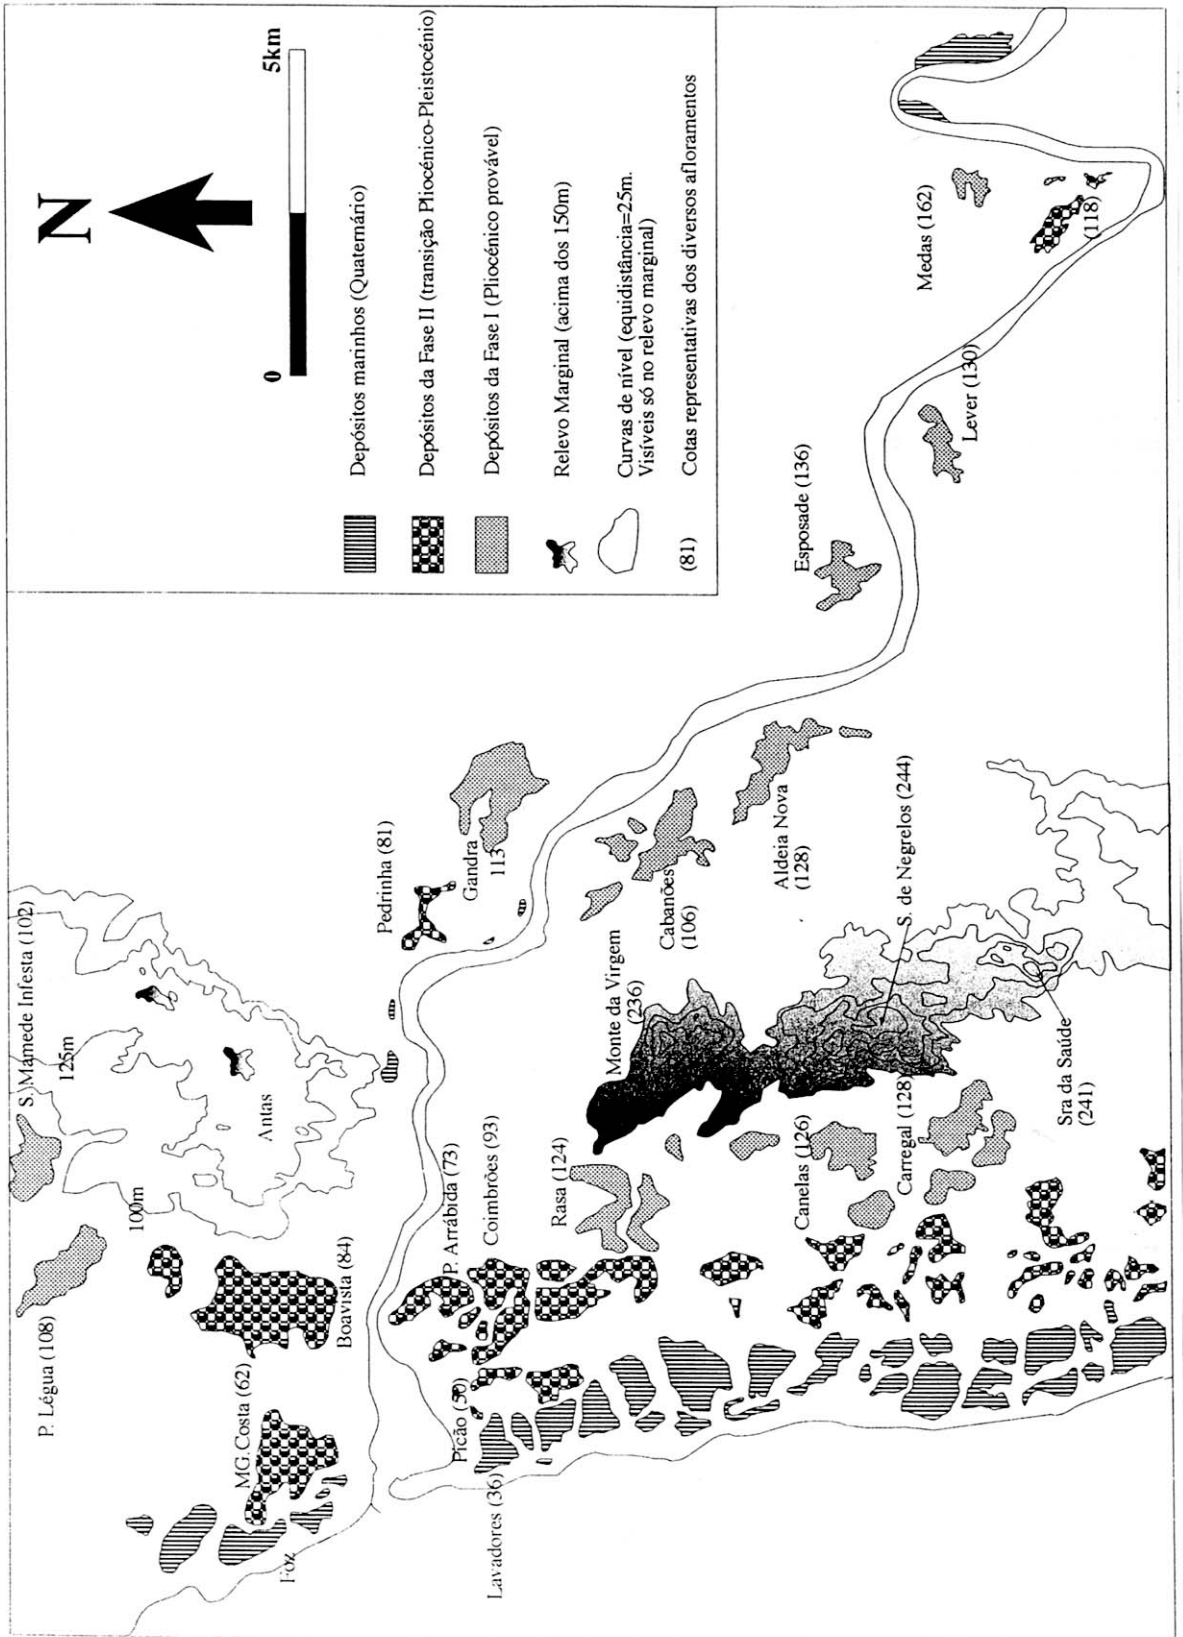 N
0
5km
Depósitos marinhos (Quaternário)
Depósitos da Fase II (transição Pliocénico-Pleistocénio)
Depósitos da Fase I (Pliocénico provável)
Relevo Marginal (acima dos 150m)
Curvas de nível (equidistância=25m.
Visíveis só no relevo marginal)
(81)
Cotas representativas dos diversos afloramentos
P. Légua (108)
S. Mamede Infesta (102)
125m
100m
Antas
MG.Costa (62)
Boavista (84)
Foz
Pedrinha (81)
Gandra
113
P. Arrábida (73)
Coimbrões (93)
Picão (50)
Lavadores (36)
Rasa (124)
Monte da Virgem
(236)
Cabanões
(106)
Aldeia Nova
(128)
Canelas (126)
Carregal (128)
S. de Negrelos (244)
Sra da Saúde
(241)
Esposade (136)
Lever (130)
Medas (162)
(118)